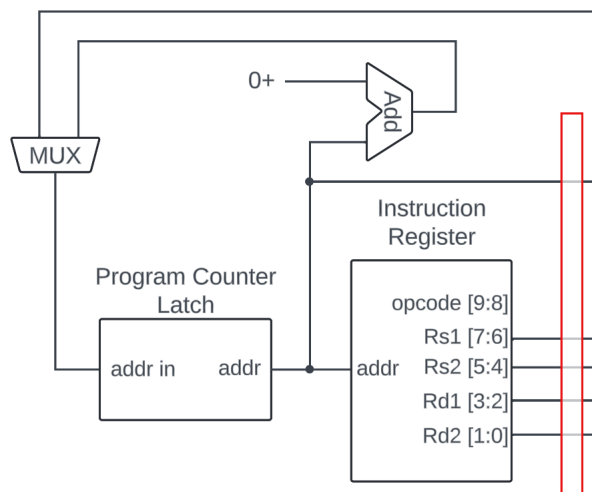 0+
Add
MUX
Instruction
Register
Program Counter
Latch
opcode [9:8]
Rs1 [7:6]
addr in
addr
addr
Rs2 [5:4]
Rd1 [3:2]
Rd2 [1:0]